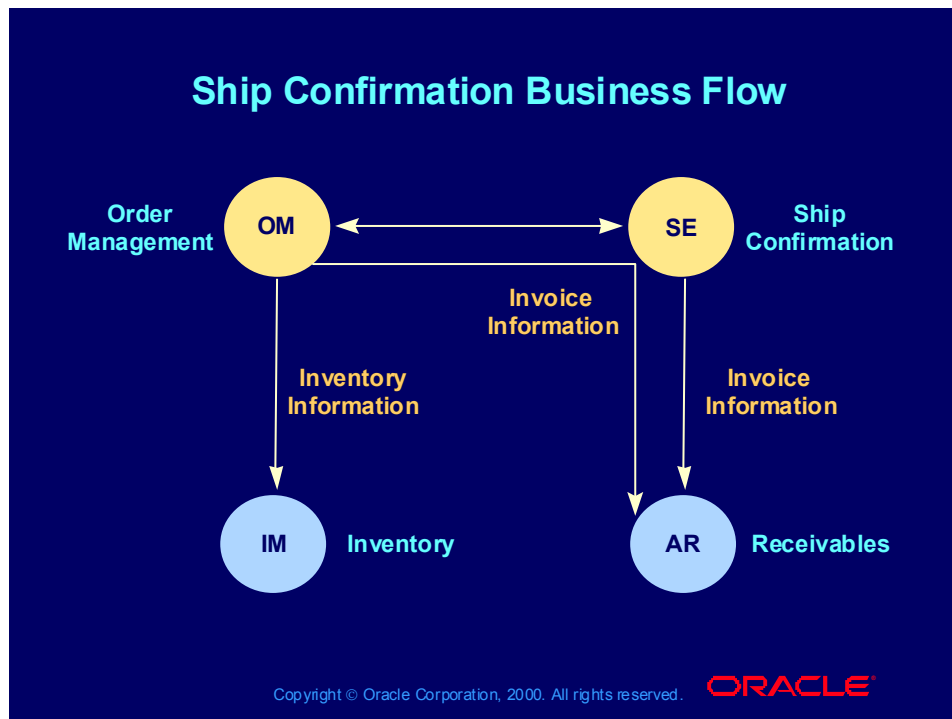 Ship Confirmation Business Flow
Order
Management
OM
SE
Ship
Confirmation
Invoice
Information
Inventory
Information
Invoice
Information
IM
Inventory
AR
Receivables
Copyright © Oracle Corporation, 2000. All rights reserved.
ORACLE®